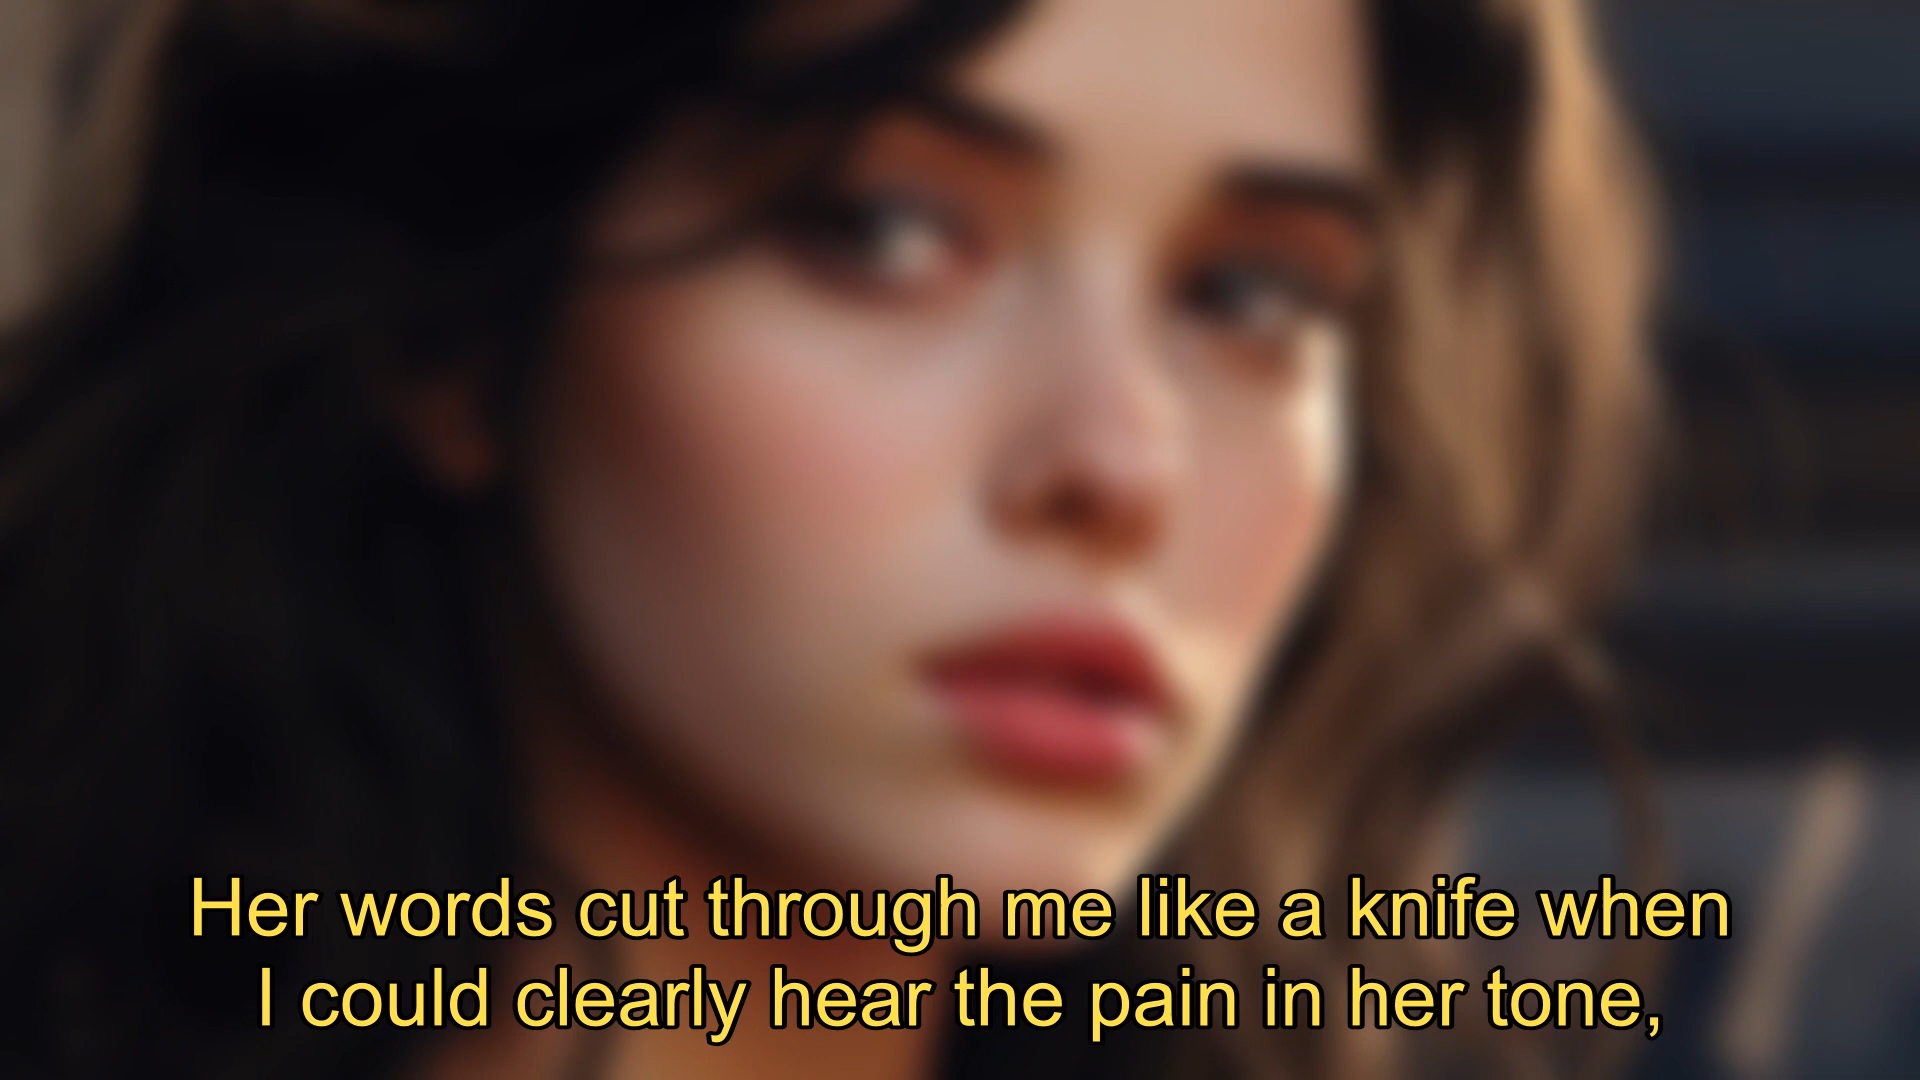 Her words cut through me like a knife when
I could clearly hear the pain in her tone,